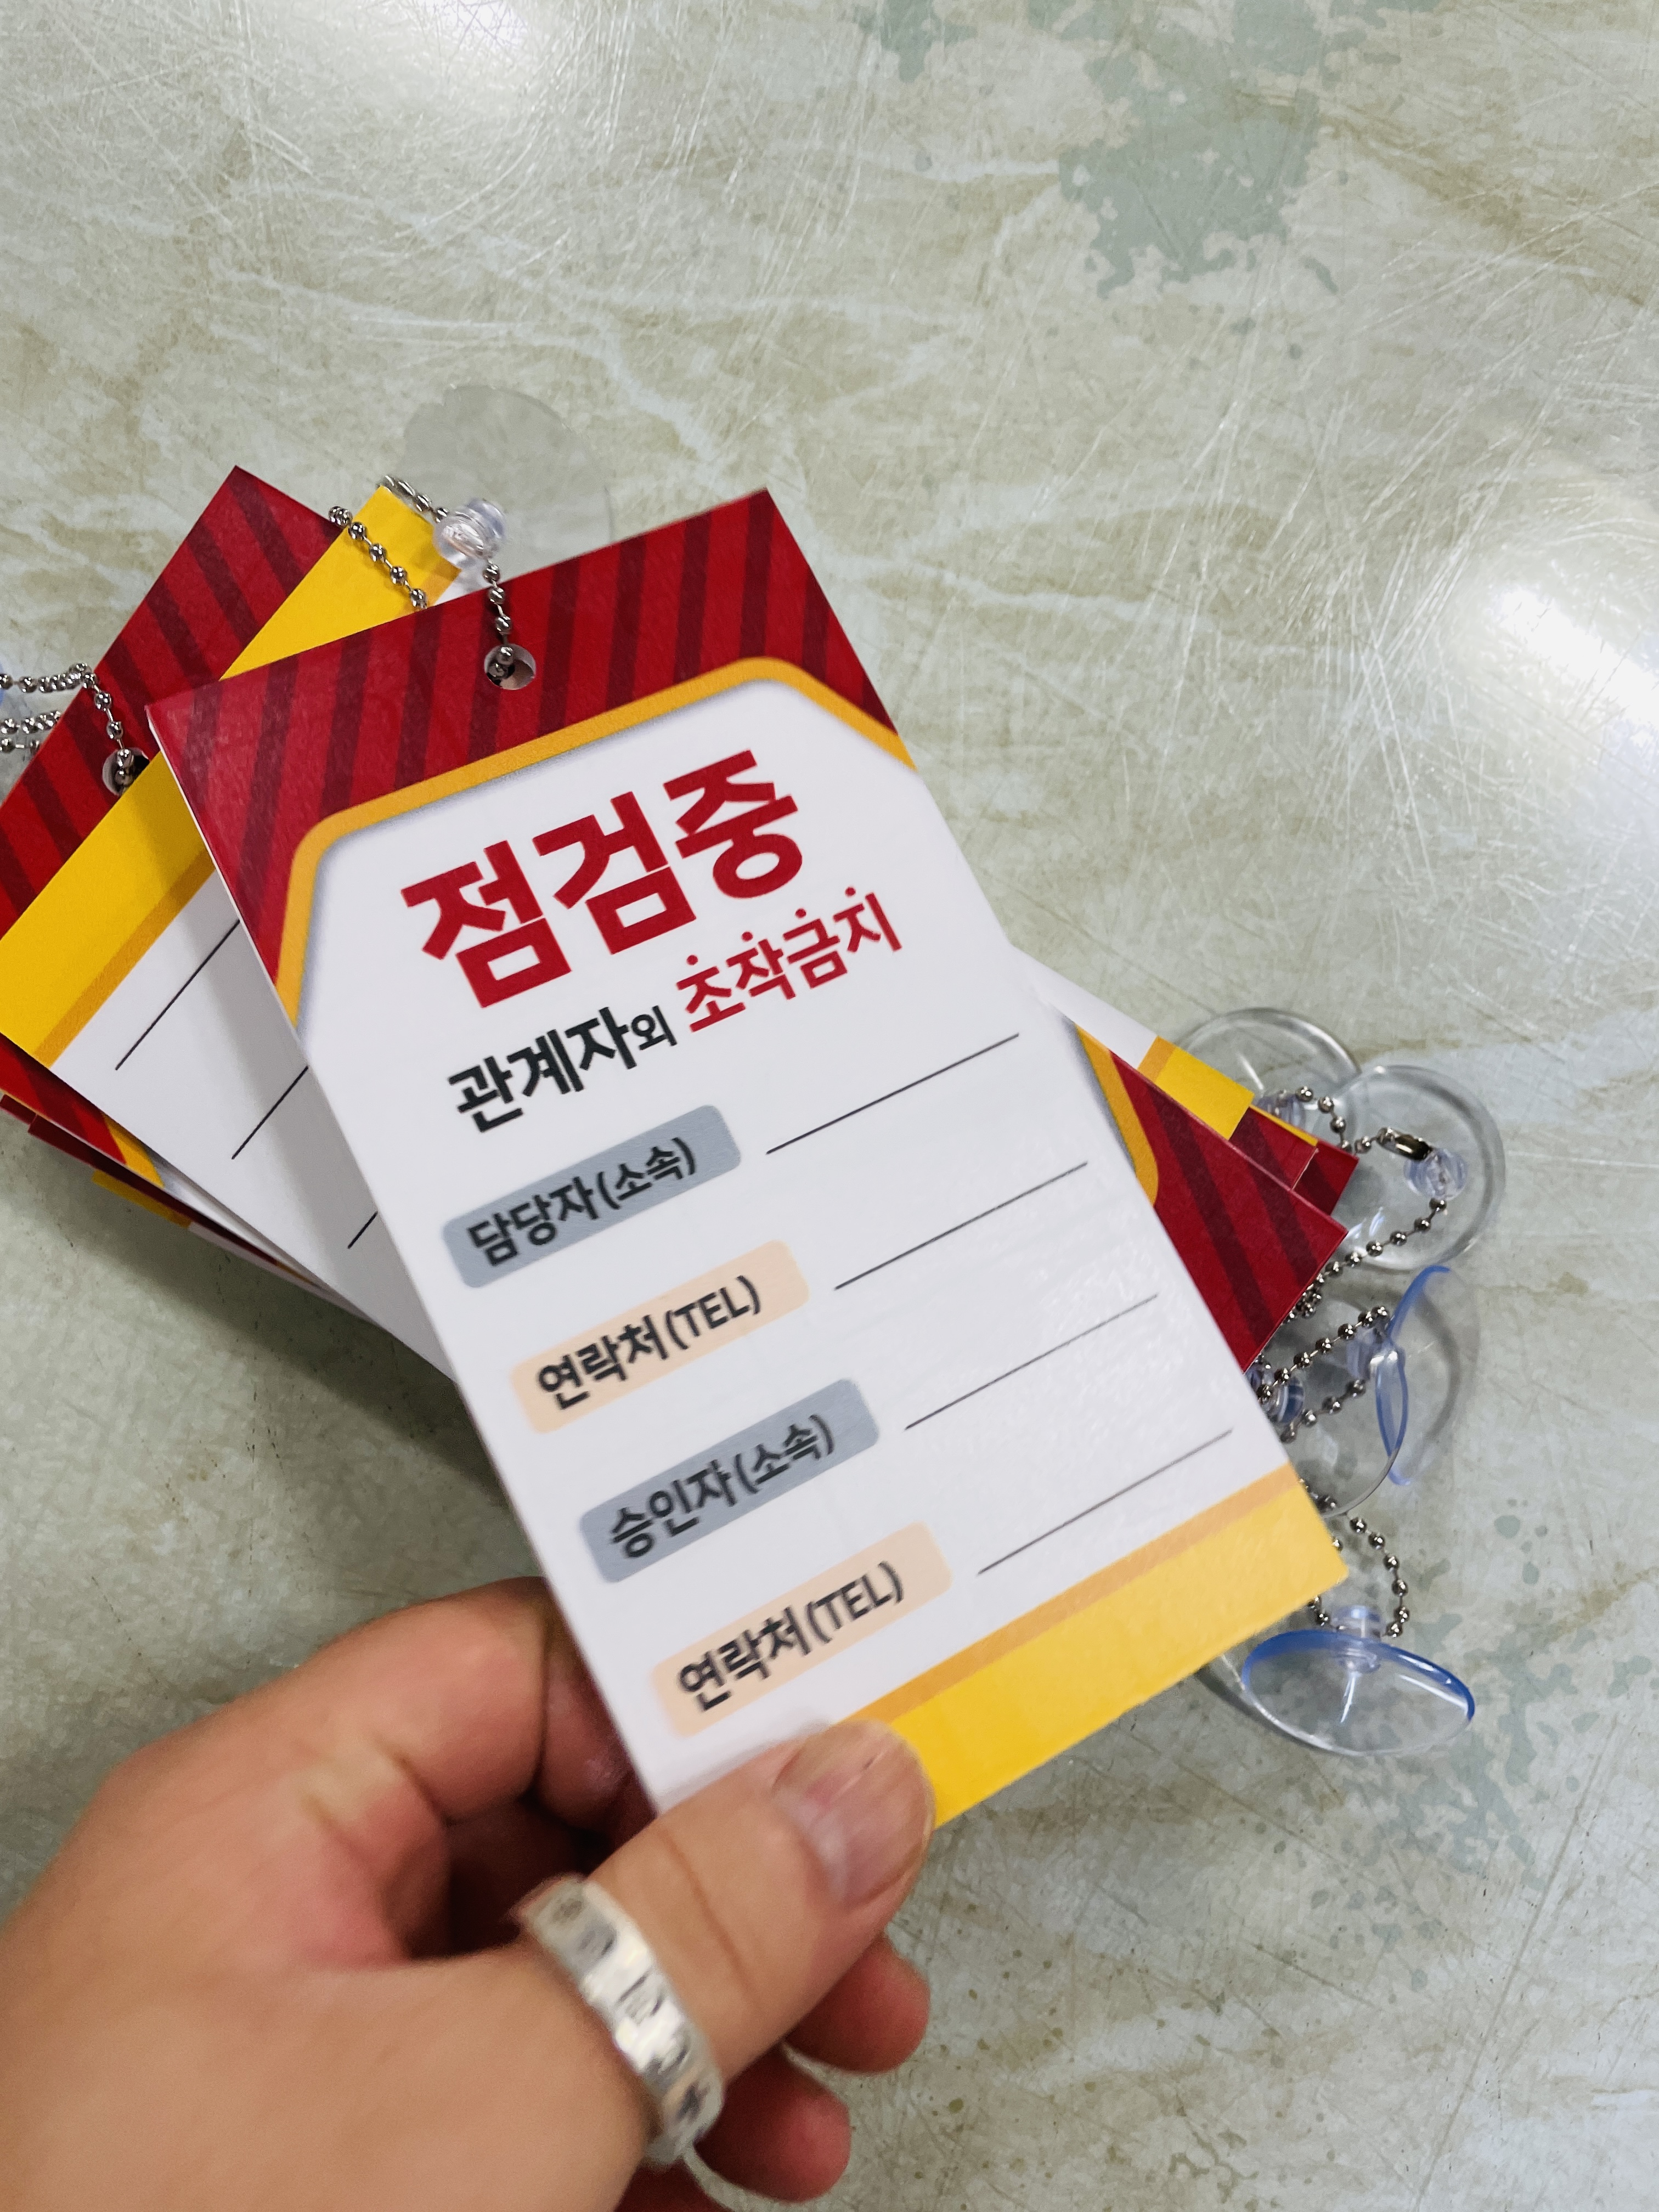 점검중
관계자외 조작금지
담당자(소속)
연락처(TEL)
승인자(소속)
연락처(TEL)